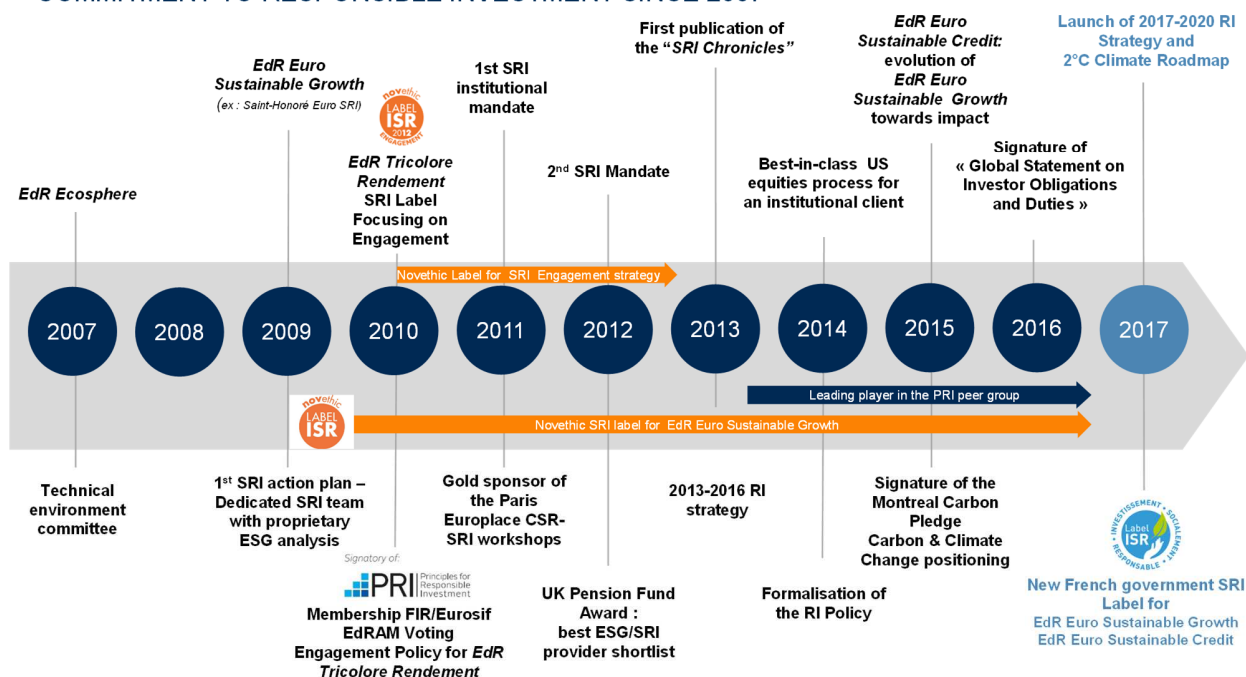 COMMITMENT TO RESPONSIBLE INVESTMENT SINCE 2007
EdR Ecosphere
EdR Euro
Sustainable Growth
(ex : Saint-Honoré Euro SRI)
novethic
LABEL
ISR
2012
ENGAGEMENT
EdR Tricolore
Rendement
SRI Label
Focusing on
Engagement
1st SRI
institutional
mandate
2nd SRI Mandate
First publication of
the “SRI Chronicles”
Best-in-class US
equities process for
an institutional client
EdR Euro
Sustainable Credit:
evolution of
EdR Euro
Sustainable Growth
towards impact
Signature of
« Global Statement on
Investor Obligations
and Duties »
Launch of 2017-2020 RI
Strategy and
2°C Climate Roadmap
Novethic Label for SRI Engagement strategy
2007
2008
2009
2010
2011
2012
2013
2014
2015
2016
2017
Leading player in the PRI peer group
novethic
LABEL
ISR
Novethic SRI label for EdR Euro Sustainable Growth
Technical
environment
committee
1st SRI action plan –
Dedicated SRI team
with proprietary
ESG analysis
Signatory of:
PRI Principles for
Responsible
Investment
Membership FIR/Eurosif
EdRAM Voting
Engagement Policy for EdR
Tricolore Rendement
Gold sponsor of
the Paris
Europlace CSR-
SRI workshops
UK Pension Fund
Award :
best ESG/SRI
provider shortlist
2013-2016 RI
strategy
Formalisation of
the RI Policy
Signature of the
Montreal Carbon
Pledge
Carbon & Climate
Change positioning
INVESTISSEMENT • SOCIALEMENT
RESPONSABLE
Label
ISR
New French government SRI
Label for
EdR Euro Sustainable Growth
EdR Euro Sustainable Credit